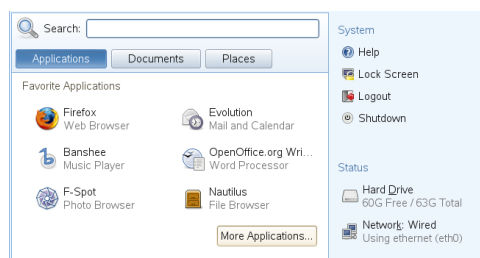 Search:
Applications
Documents
Places
Favorite Applications
Firefox
Web Browser
Evolution
Mail and Calendar
Banshee
Music Player
OpenOffice.org Wri...
Word Processor
F-Spot
Photo Browser
Nautilus
File Browser
More Applications...
System
Help
Lock Screen
Logout
Shutdown
Status
Hard Drive
60G Free / 63G Total
Network: Wired
Using ethernet (eth0)